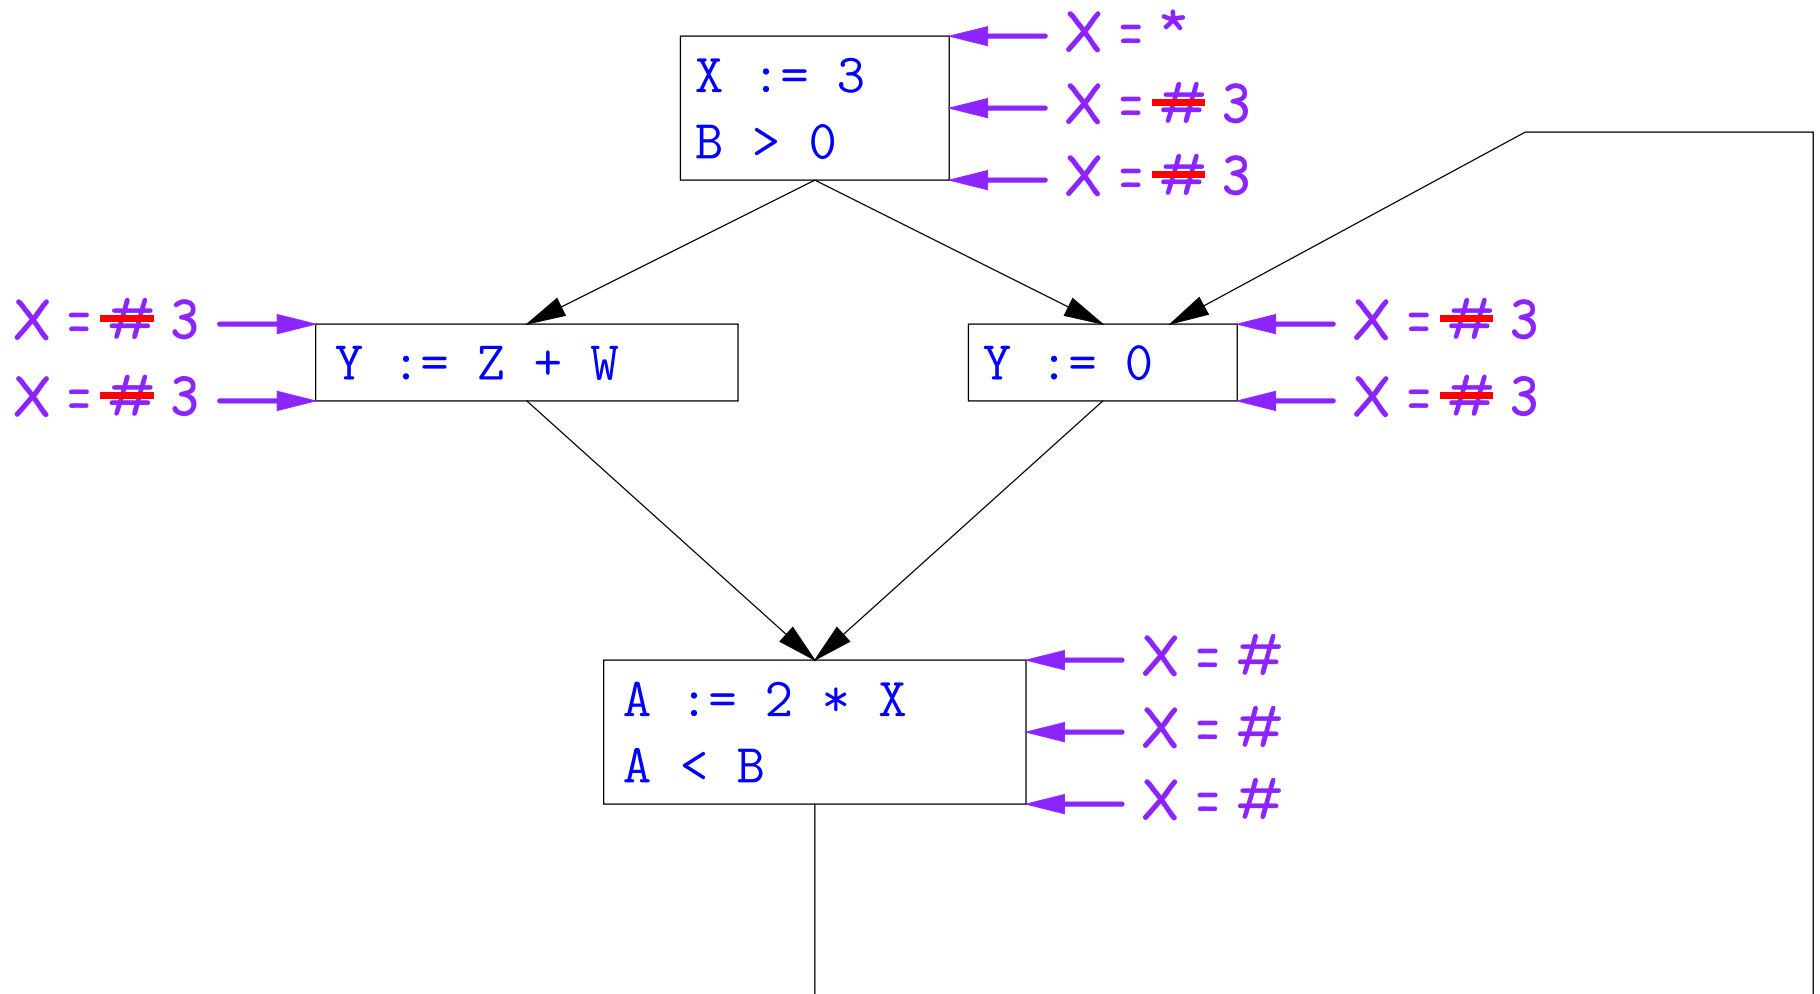 X = *
X := 3
X = # 3
B > 0
X = # 3
X = # 3
Y := Z + W
X = # 3
X = # 3
Y := 0
X = # 3
X = #
A := 2 * X
X = #
A < B
X = #